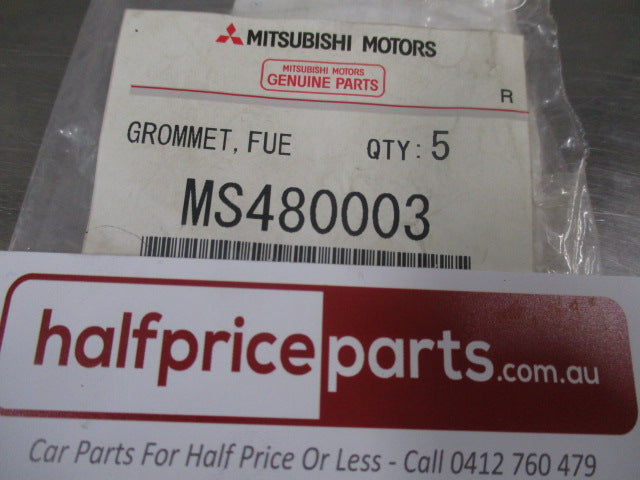 MITSUBISHI MOTORS
MITSUBISHI MOTORS
GENUINE PARTS
R
GROMMET, FUE QTY: 5
MS480003
halfpriceparts.com.au
Car Parts For Half Price Or Less - Call 0412 760 479